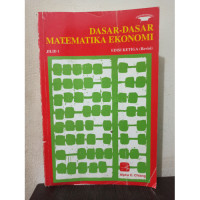 DASAR-DASAR
MATEMATIKA EKONOMI
JILID 1
EDISI KETIGA (Revisi)
Alpha C. Chiang